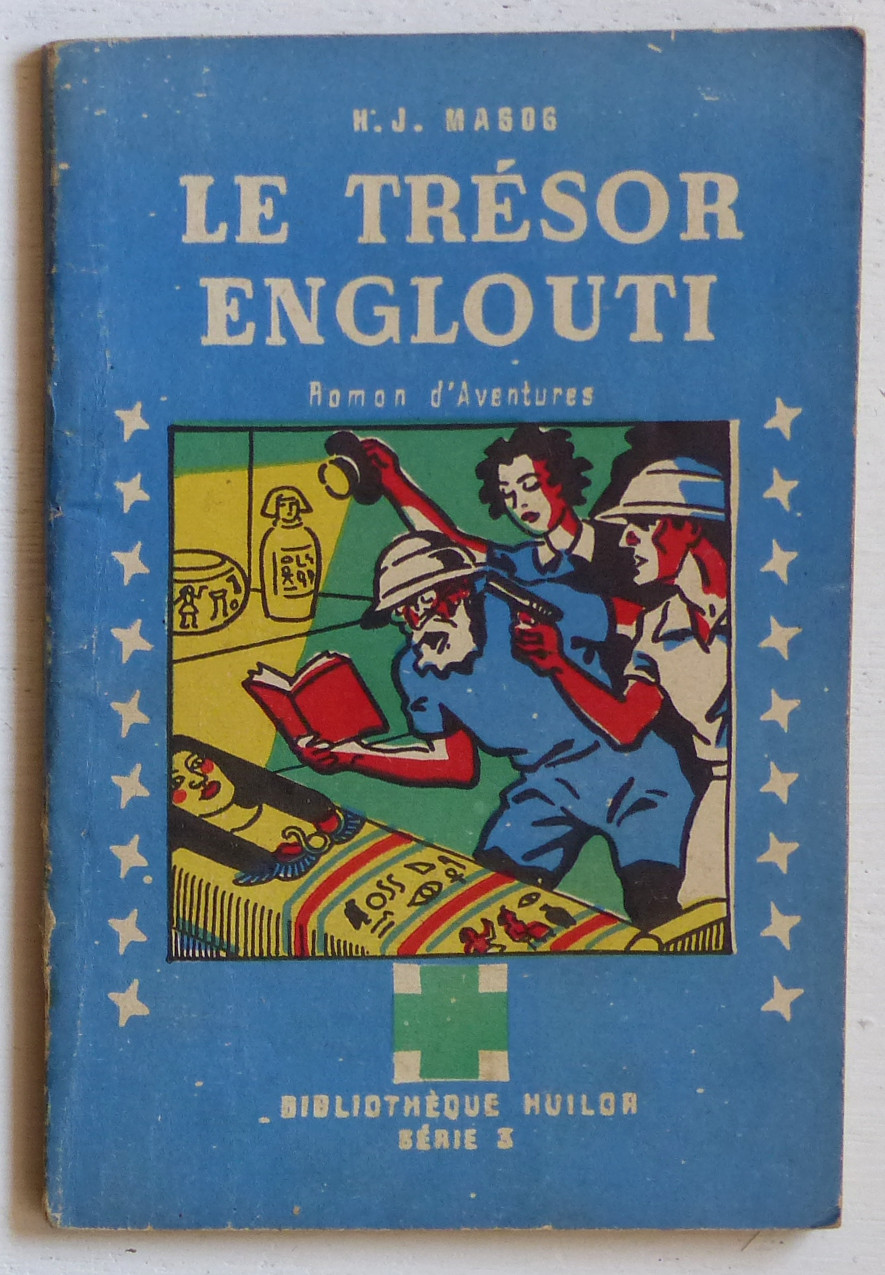 H.J. MAGOG
LE TRÉSOR
ENGLOUTI
Roman d'Aventures
BIBLIOTHÈQUE HUILOR
SÉRIE 3